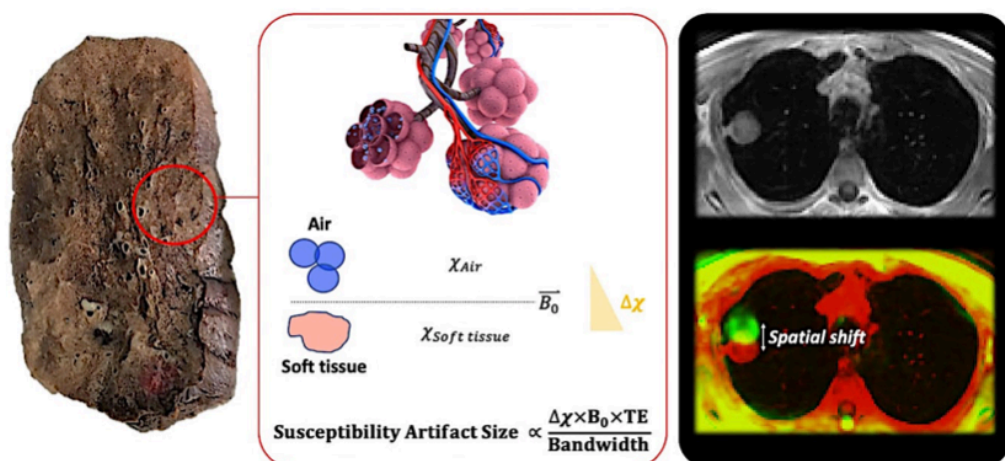 Air
χAir
B₀
Δχ
χSoft tissue
Soft tissue
Susceptibility Artifact Size ∝ Δχ×B₀×TE
Bandwidth
Spatial shift